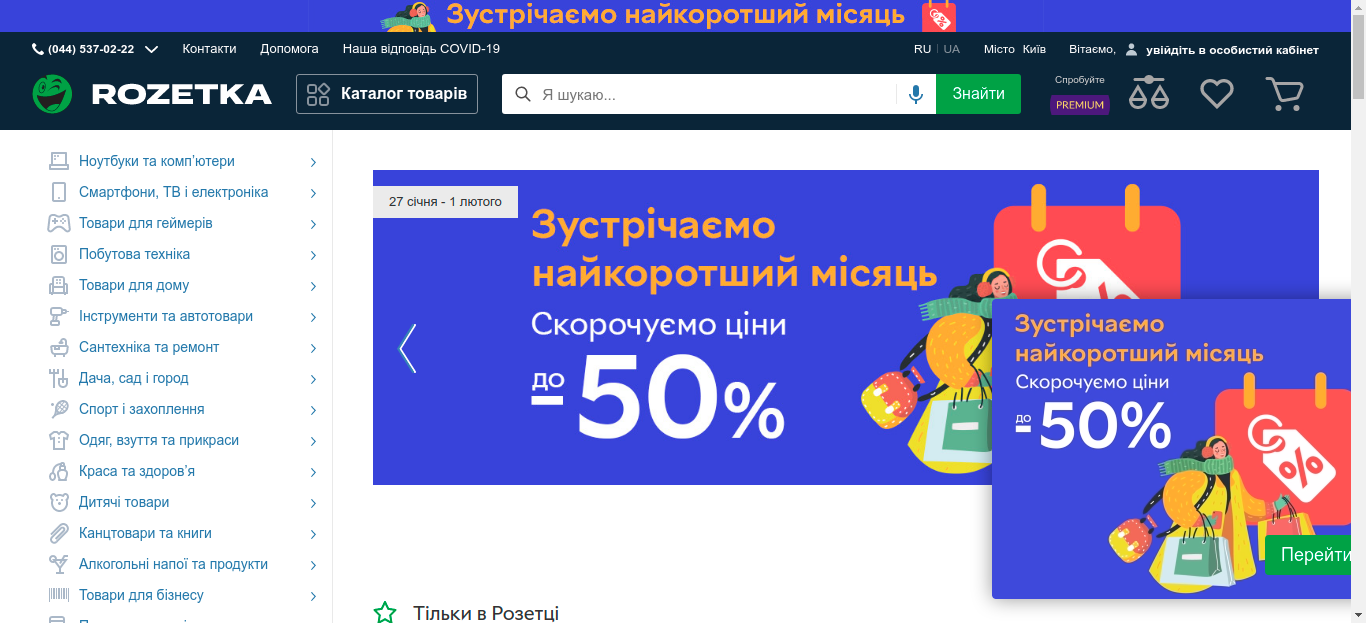 Зустрічаємо найкоротший місяць
(044) 537-02-22 Контакти Допомога Наша відповідь COVID-19 RU UA Місто Київ Вітаємо, увійдіть в особистий кабінет
ROZETKA Каталог товарів Я шукаю... Знайти
Спробуйте
PREMIUM
Ноутбуки та комп'ютери
Смартфони, ТВ і електроніка
Товари для геймерів
Побутова техніка
Товари для дому
Інструменти та автотовари
Сантехніка та ремонт
Дача, сад і город
Спорт і захоплення
Одяг, взуття та прикраси
Краса та здоров'я
Дитячі товари
Канцтовари та книги
Алкогольні напої та продукти
Товари для бізнесу
27 січня - 1 лютого
Зустрічаємо
найкоротший місяць
Скорочуємо ціни
до
-50%
Зустрічаємо
найкоротший місяць
Скорочуємо ціни
до
-50%
Перейти
Тільки в Розетці